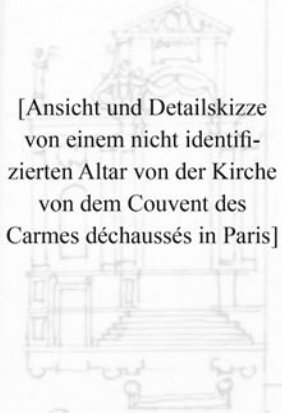 [Ansicht und Detailskizze
von einem nicht identifi-
zierten Altar von der Kirche
von dem Couvent des
Carmes déchaussés in Paris]